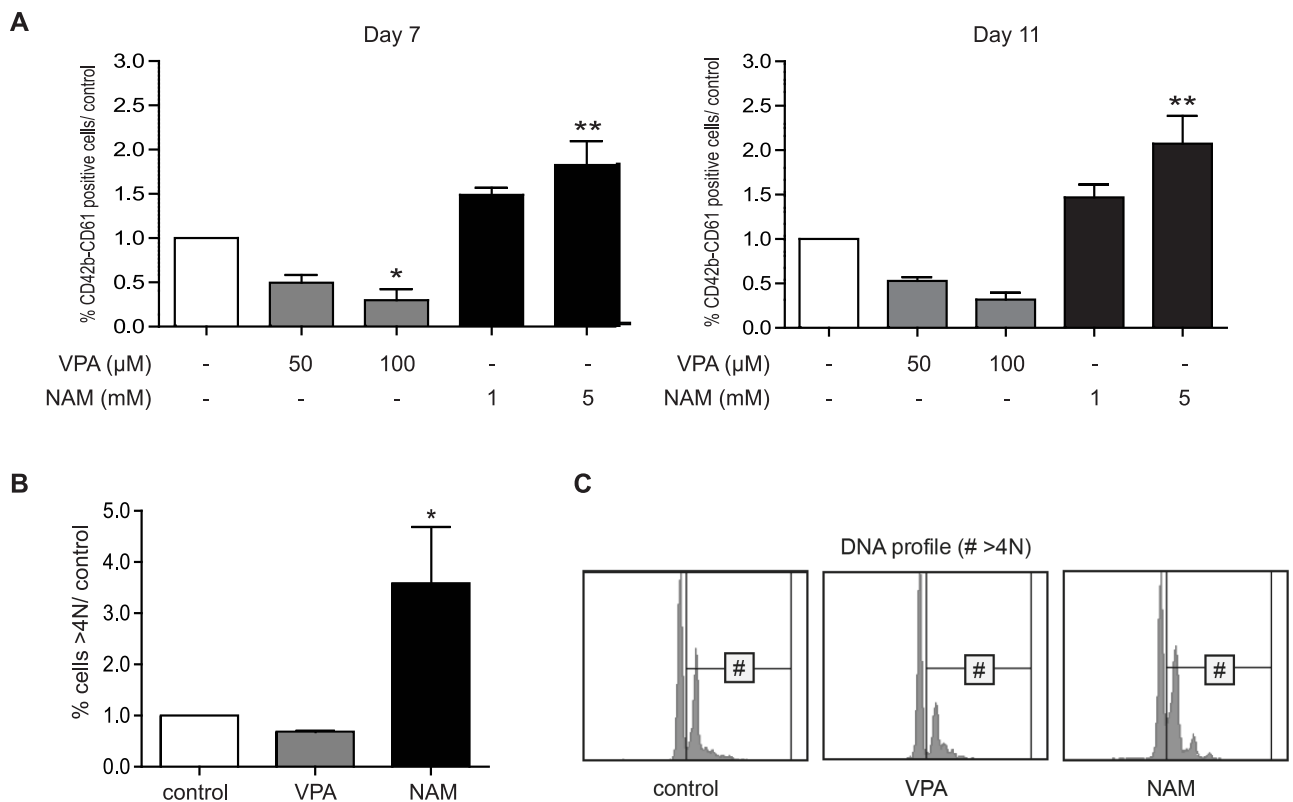 A
Day 7
% CD42b-CD61 positive cells/ control
3.0
2.5
2.0
1.5
1.0
0.5
0.0
*
**
VPA (µM) - 50 100 - -
NAM (mM) - - - 1 5
Day 11
% CD42b-CD61 positive cells/ control
3.0
2.5
2.0
1.5
1.0
0.5
0.0
**
- 50 100 - -
- - - 1 5
B
% cells >4N/ control
5.0
4.0
3.0
2.0
1.0
0.0
*
control VPA NAM
C
DNA profile (# >4N)
# # #
control VPA NAM